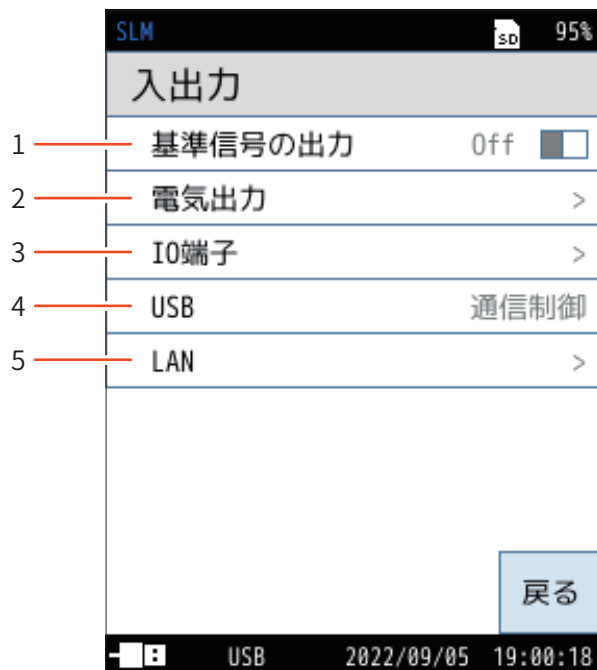 SLM SD 95%
入出力
1 基準信号の出力 Off
2 電気出力 >
3 IO端子 >
4 USB 通信制御
5 LAN >
戻る
USB 2022/09/05 19:00:18